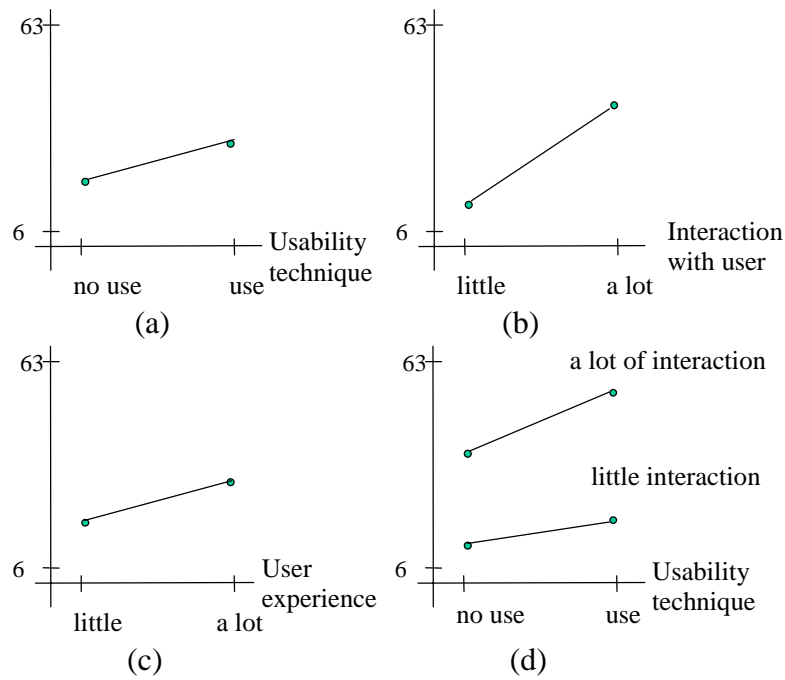 63
6
Usability
technique
no use
use
(a)
63
6
Interaction
with user
little
a lot
(b)
63
6
User
experience
little
a lot
(c)
63
a lot of interaction
little interaction
6
Usability
technique
no use
use
(d)